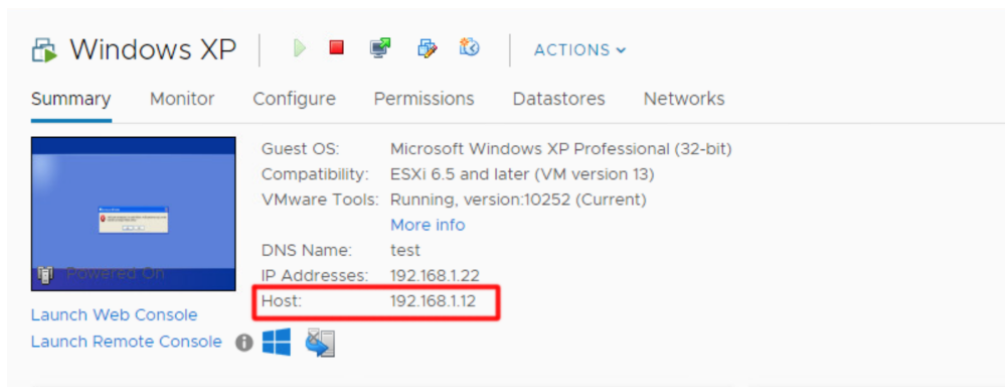 Windows XP ACTIONS
Summary Monitor Configure Permissions Datastores Networks
Guest OS: Microsoft Windows XP Professional (32-bit)
Compatibility: ESXi 6.5 and later (VM version 13)
VMware Tools: Running, version:10252 (Current)
More info
DNS Name: test
Powered On
IP Addresses: 192.168.1.22
Host: 192.168.1.12
Launch Web Console
Launch Remote Console